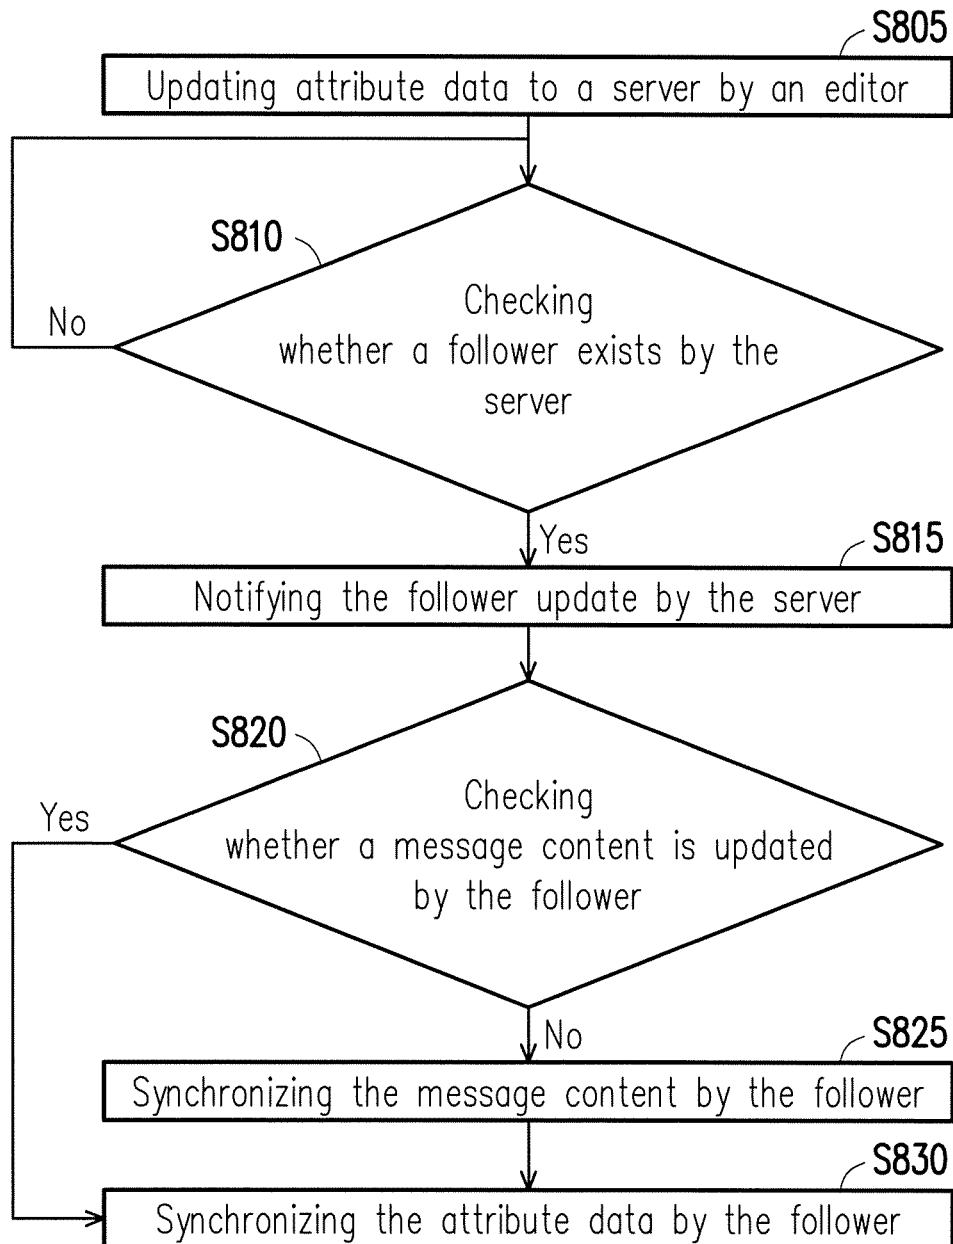 S805
Updating attribute data to a server by an editor
S810
Checking
whether a follower exists by the
server
No
Yes
S815
Notifying the follower update by the server
S820
Checking
whether a message content is updated
by the follower
Yes
No
S825
Synchronizing the message content by the follower
S830
Synchronizing the attribute data by the follower